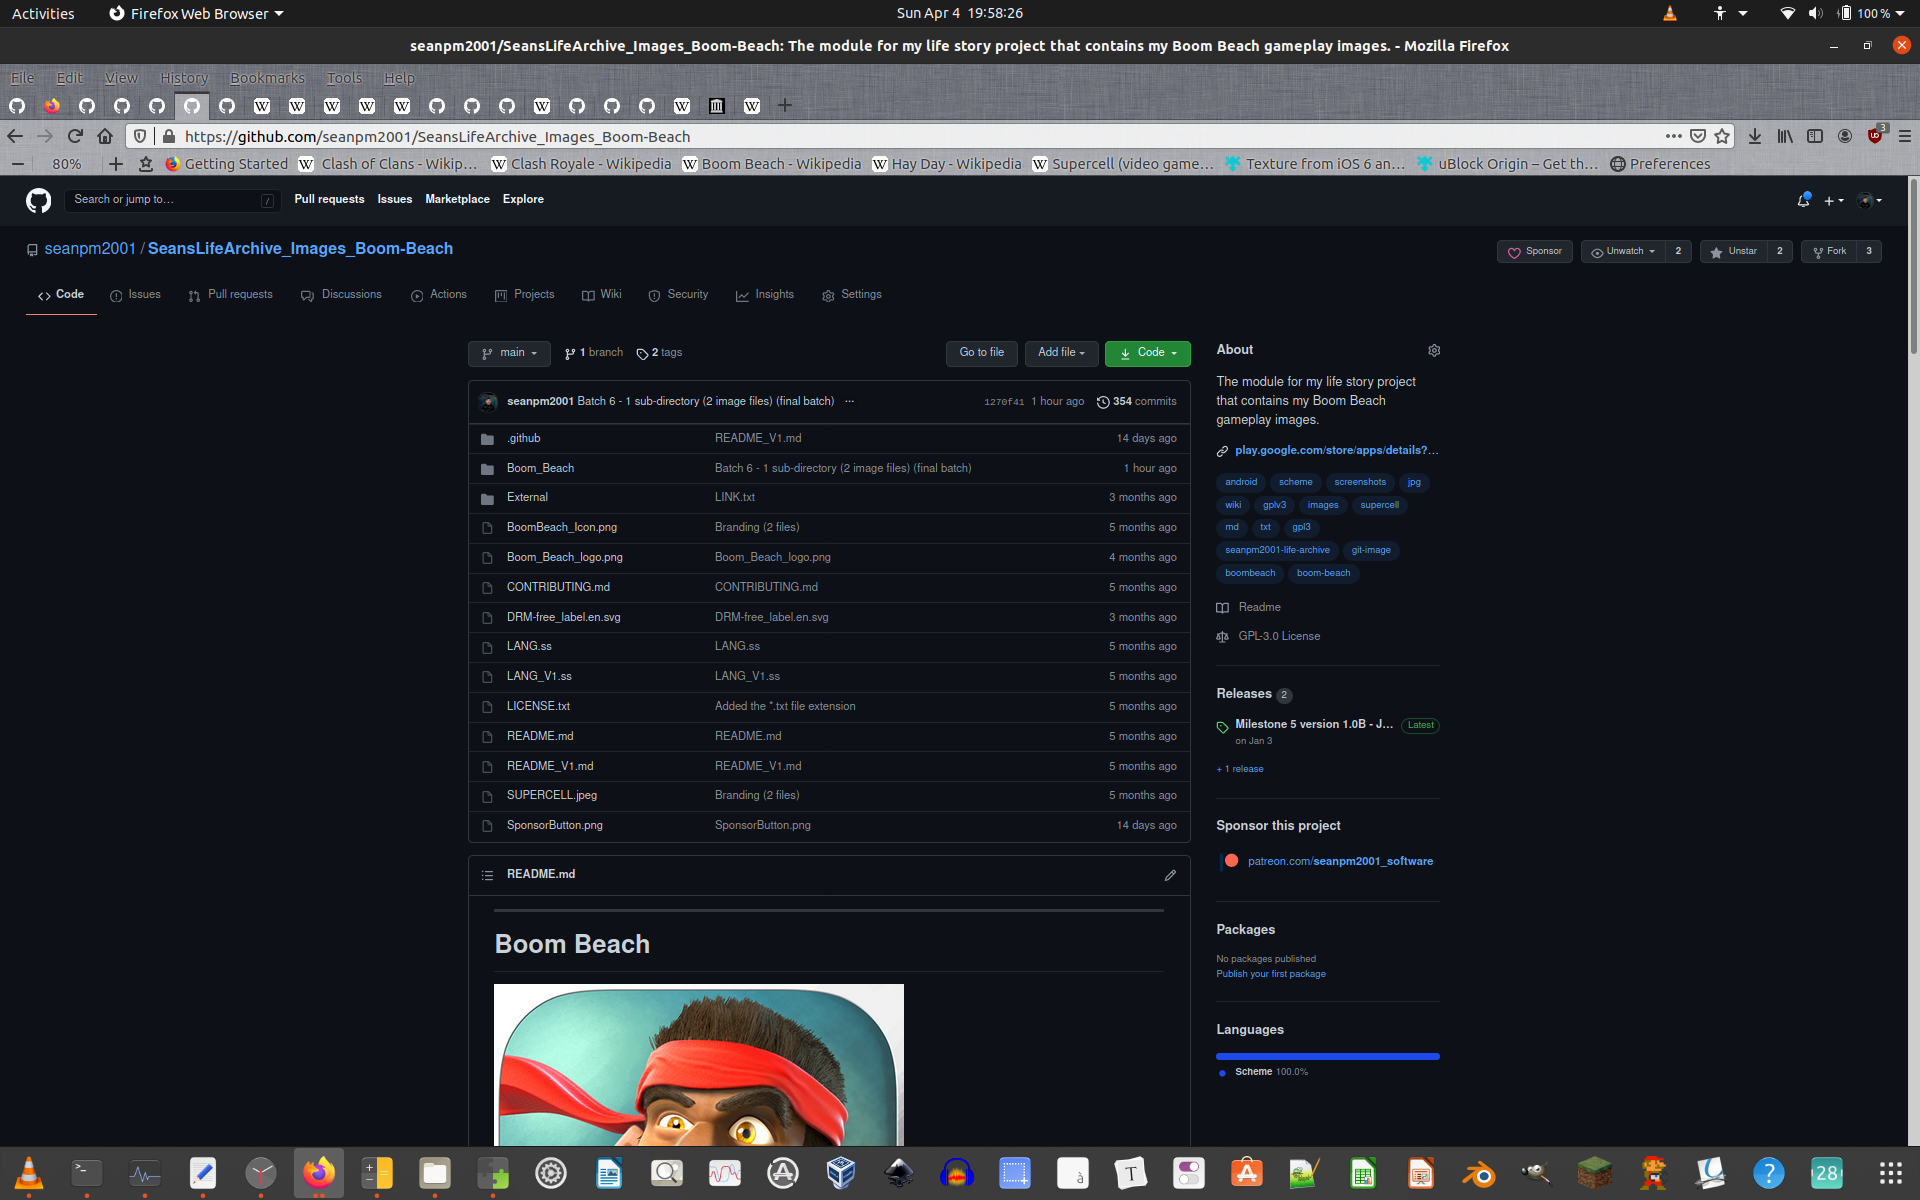 Activities Firefox Web Browser Sun Apr 4 19:58:26 100 %
seanpm2001/SeansLifeArchive_Images_Boom-Beach: The module for my life story project that contains my Boom Beach gameplay images. - Mozilla Firefox
File Edit View History Bookmarks Tools Help
https://github.com/seanpm2001/SeansLifeArchive_Images_Boom-Beach 3
80% Getting Started Clash of Clans - Wikip… Clash Royale - Wikipedia Boom Beach - Wikipedia Hay Day - Wikipedia Supercell (video game… Texture from iOS 6 an… uBlock Origin – Get th… Preferences
Search or jump to… / Pull requests Issues Marketplace Explore
seanpm2001 / SeansLifeArchive_Images_Boom-Beach Sponsor Unwatch 2 Unstar 2 Fork 3
Code Issues Pull requests Discussions Actions Projects Wiki Security Insights Settings
main 1 branch 2 tags Go to file Add file Code
seanpm2001 Batch 6 - 1 sub-directory (2 image files) (final batch) ... 1270f41 1 hour ago 354 commits
.github README_V1.md 14 days ago
Boom_Beach Batch 6 - 1 sub-directory (2 image files) (final batch) 1 hour ago
External LINK.txt 3 months ago
BoomBeach_Icon.png Branding (2 files) 5 months ago
Boom_Beach_logo.png Boom_Beach_logo.png 4 months ago
CONTRIBUTING.md CONTRIBUTING.md 5 months ago
DRM-free_label.en.svg DRM-free_label.en.svg 3 months ago
LANG.ss LANG.ss 5 months ago
LANG_V1.ss LANG_V1.ss 5 months ago
LICENSE.txt Added the *.txt file extension 5 months ago
README.md README.md 5 months ago
README_V1.md README_V1.md 5 months ago
SUPERCELL.jpeg Branding (2 files) 5 months ago
SponsorButton.png SponsorButton.png 14 days ago
README.md
Boom Beach
About
The module for my life story project
that contains my Boom Beach
gameplay images.
play.google.com/store/apps/details?…
android scheme screenshots jpg
wiki gplv3 images supercell
md txt gpl3
seanpm2001-life-archive git-image
boombeach boom-beach
Readme
GPL-3.0 License
Releases 2
Milestone 5 version 1.0B - J… Latest
on Jan 3
+ 1 release
Sponsor this project
patreon.com/seanpm2001_software
Packages
No packages published
Publish your first package
Languages
Scheme 100.0%
28